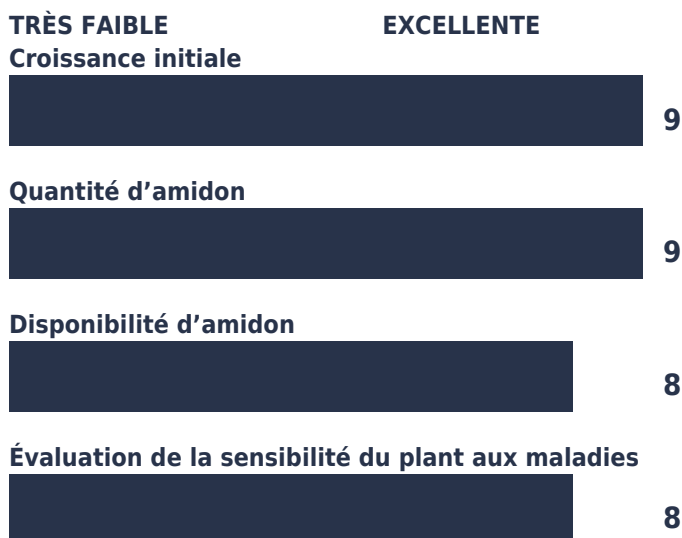 TRÈS FAIBLE EXCELLENTE
Croissance initiale
9
Quantité d’amidon
9
Disponibilité d’amidon
8
Évaluation de la sensibilité du plant aux maladies
8